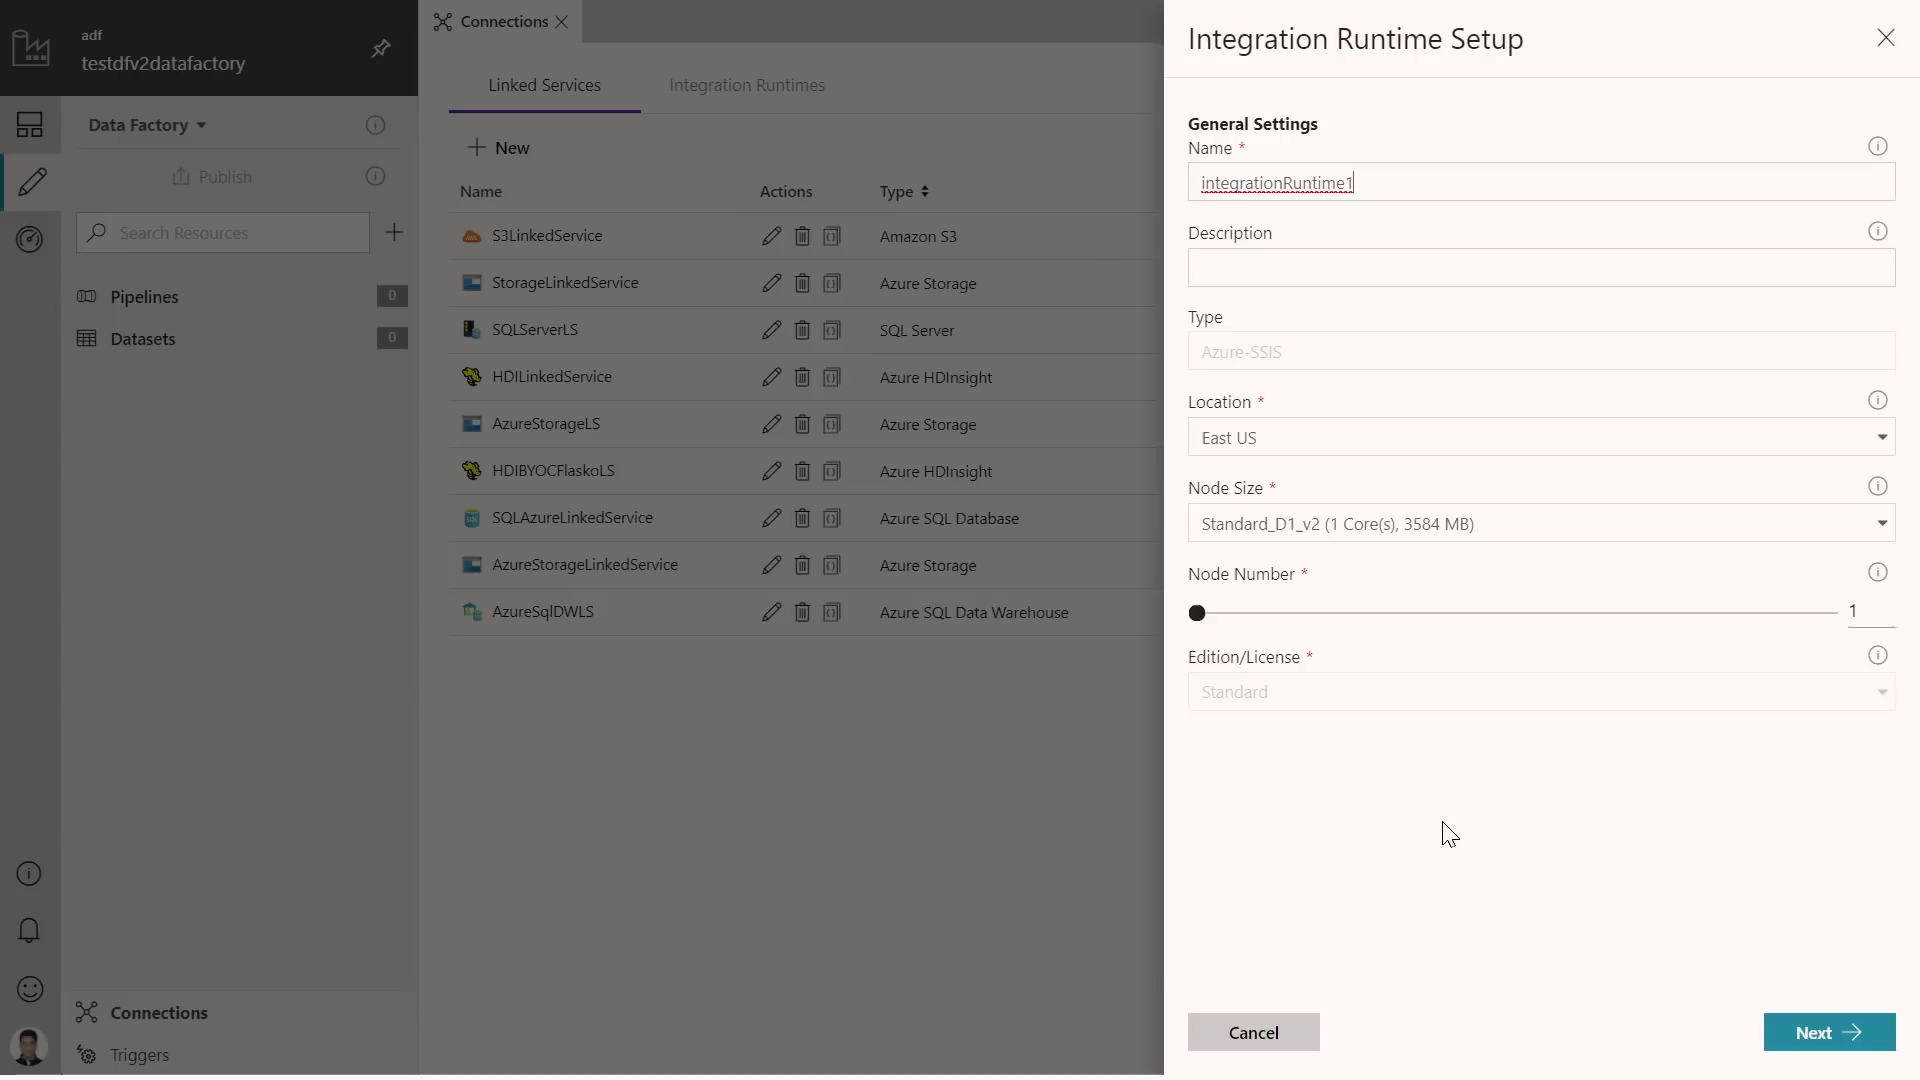 adf
testdfv2datafactory
Data Factory
Publish
Search Resources
Pipelines 0
Datasets 0
Connections
Triggers
Connections
Linked Services Integration Runtimes
New
Name Actions Type
S3LinkedService Amazon S3
StorageLinkedService Azure Storage
SQLServerLS SQL Server
HDILinkedService Azure HDInsight
AzureStorageLS Azure Storage
HDIBYOCFlaskoLS Azure HDInsight
SQLAzureLinkedService Azure SQL Database
AzureStorageLinkedService Azure Storage
AzureSqlDWLS Azure SQL Data Warehouse
Integration Runtime Setup
General Settings
Name *
integrationRuntime1
Description
Type
Azure-SSIS
Location *
East US
Node Size *
Standard_D1_v2 (1 Core(s), 3584 MB)
Node Number *
1
Edition/License *
Standard
Cancel Next